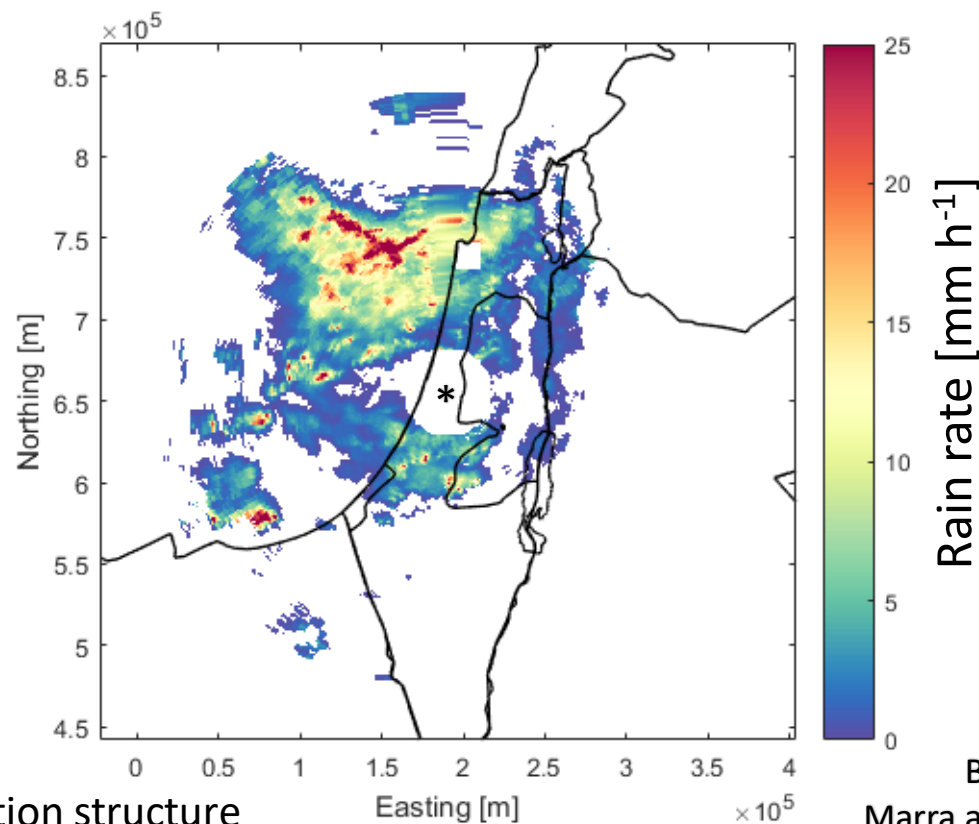 × 10⁵
8.5
8
7.5
7
6.5
6
5.5
5
4.5
Northing [m]
*
0 0.5 1 1.5 2 2.5 3 3.5 4
Easting [m]
× 10⁵
25
20
15
10
5
0
Rain rate [mm h⁻¹]
tion structure
B
Marra a